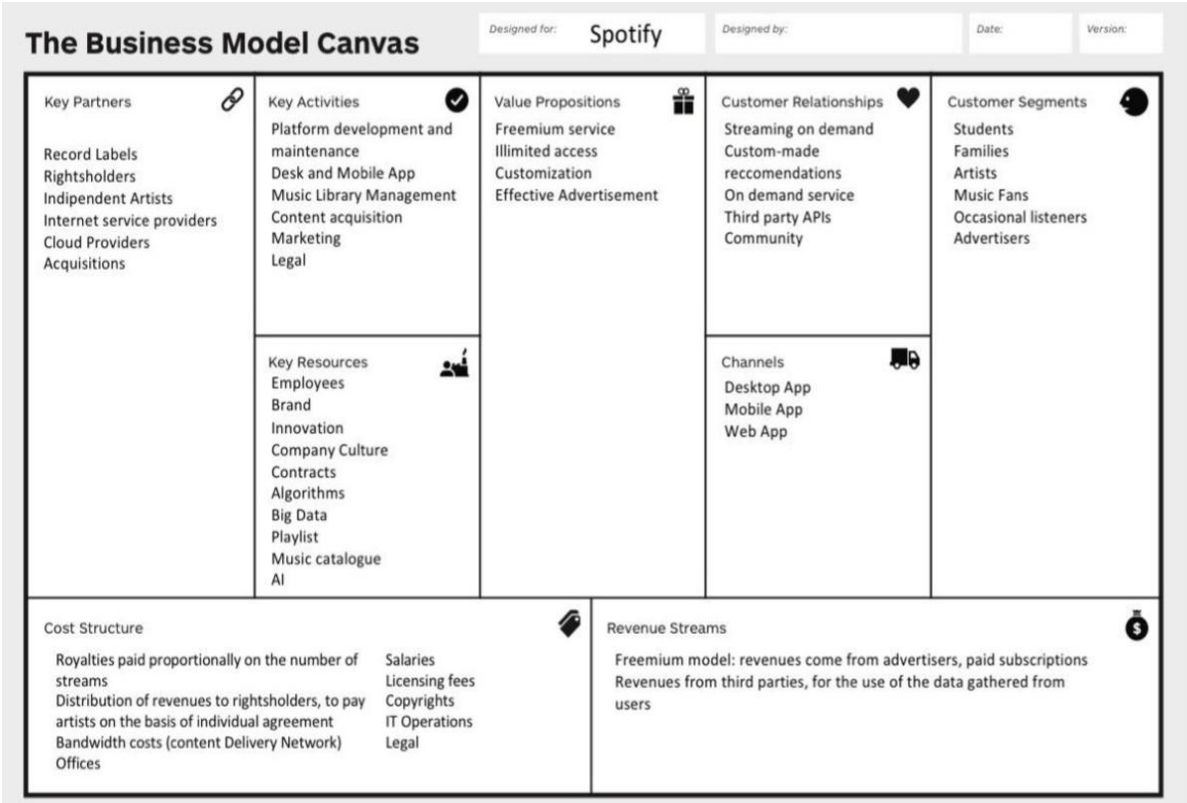 The Business Model Canvas
Designed for:
Spotify
Designed by:
Date:
Version:
Key Partners
Record Labels
Rightsholders
Indipendent Artists
Internet service providers
Cloud Providers
Acquisitions
Key Activities
Platform development and
maintenance
Desk and Mobile App
Music Library Management
Content acquisition
Marketing
Legal
Key Resources
Employees
Brand
Innovation
Company Culture
Contracts
Algorithms
Big Data
Playlist
Music catalogue
AI
Value Propositions
Freemium service
Illimited access
Customization
Effective Advertisement
Customer Relationships
Streaming on demand
Custom-made
reccomendations
On demand service
Third party APIs
Community
Channels
Desktop App
Mobile App
Web App
Customer Segments
Students
Families
Artists
Music Fans
Occasional listeners
Advertisers
Cost Structure
Royalties paid proportionally on the number of
streams
Distribution of revenues to rightsholders, to pay
artists on the basis of individual agreement
Bandwidth costs (content Delivery Network)
Offices
Salaries
Licensing fees
Copyrights
IT Operations
Legal
Revenue Streams
$
Freemium model: revenues come from advertisers, paid subscriptions
Revenues from third parties, for the use of the data gathered from
users